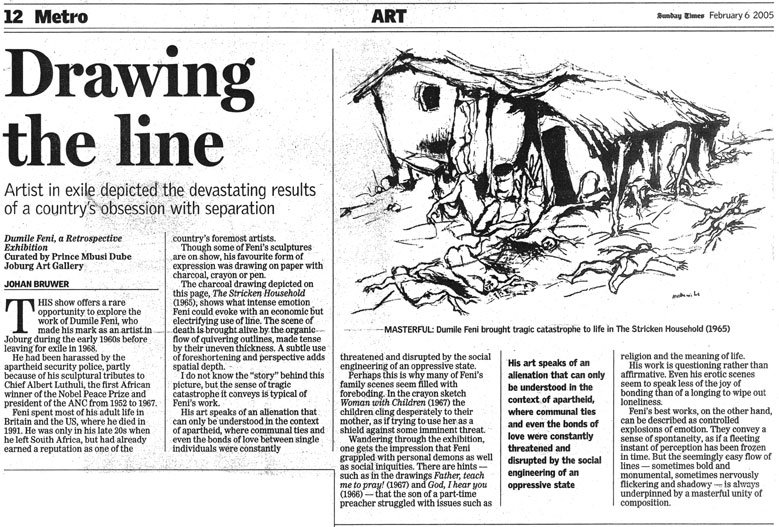 12 Metro
ART
Sunday Times February 6 2005
Drawing
the line
Artist in exile depicted the devastating results
of a country's obsession with separation
Dumile Feni, a Retrospective
Exhibition
Curated by Prince Mbusi Dube
Joburg Art Gallery
JOHAN BRUWER
THIS show offers a rare
opportunity to explore the
work of Dumile Feni, who
made his mark as an artist in
Joburg during the early 1960s before
leaving for exile in 1968.
He had been harassed by the
apartheid security police, partly
because of his sculptural tributes to
Chief Albert Luthuli, the first African
winner of the Nobel Peace Prize and
president of the ANC from 1952 to 1967.
Feni spent most of his adult life in
Britain and the US, where he died in
1991. He was only in his late 20s when
he left South Africa, but had already
earned a reputation as one of the
country's foremost artists.
Though some of Feni's sculptures
are on show, his favourite form of
expression was drawing on paper with
charcoal, crayon or pen.
The charcoal drawing depicted on
this page, The Stricken Household
(1965), shows what intense emotion
Feni could evoke with an economic but
electrifying use of line. The scene of
death is brought alive by the organic
flow of quivering outlines, made tense
by their uneven thickness. A subtle use
of foreshortening and perspective adds
spatial depth.
I do not know the "story" behind this
picture, but the sense of tragic
catastrophe it conveys is typical of
Feni's work.
His art speaks of an alienation that
can only be understood in the context
of apartheid, where communal ties and
even the bonds of love between single
individuals were constantly
MASTERFUL: Dumile Feni brought tragic catastrophe to life in The Stricken Household (1965)
threatened and disrupted by the social
engineering of an oppressive state.
Perhaps this is why many of Feni's
family scenes seem filled with
foreboding. In the crayon sketch
Woman with Children (1967) the
children cling desperately to their
mother, as if trying to use her as a
shield against some imminent threat.
Wandering through the exhibition,
one gets the impression that Feni
grappled with personal demons as well
as social iniquities. There are hints —
such as in the drawings Father, teach
me to pray! (1967) and God, I hear you
(1966) — that the son of a part-time
preacher struggled with issues such as
His art speaks of an
alienation that can only
be understood in the
context of apartheid,
where communal ties
and even the bonds of
love were constantly
threatened and
disrupted by the social
engineering of an
oppressive state
religion and the meaning of life.
His work is questioning rather than
affirmative. Even his erotic scenes
seem to speak less of the joy of
bonding than of a longing to wipe out
loneliness.
Feni's best works, on the other hand,
can be described as controlled
explosions of emotion. They convey a
sense of spontaneity, as if a fleeting
instant of perception has been frozen
in time. But the seemingly easy flow of
lines — sometimes bold and
monumental, sometimes nervously
flickering and shadowy — is always
underpinned by a masterful unity of
composition.